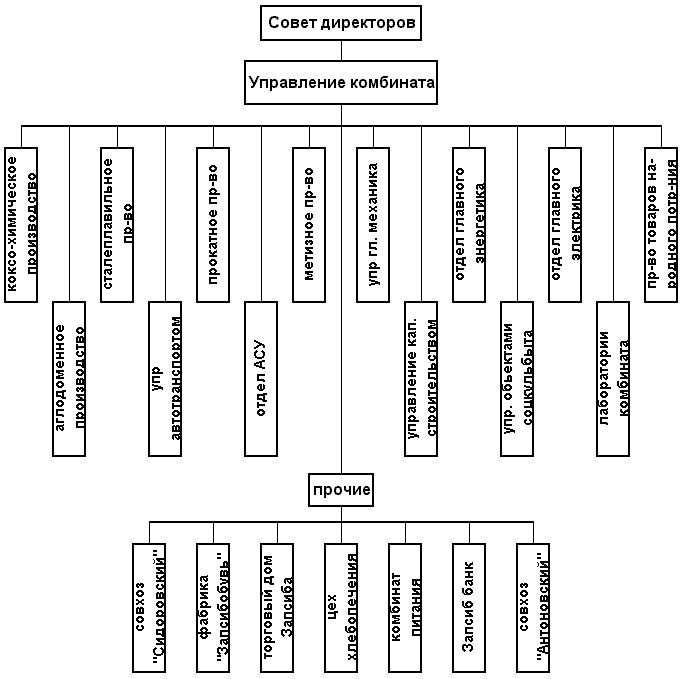 Совет директоров
Управление комбината
коксо-химическое
производство
сталеплавильное
пр-во
прокатное пр-во
метизное пр-во
упр гл. механика
отдел главного
энергетика
отдел главного
электрика
пр-во товаров на-
родного потр-ния
аглодоменное
производство
упр
автотранспортом
отдел АСУ
управление кап.
строительством
упр. обьектами
соцкульбыта
лаборатории
комбината
прочие
совхоз
"Сидоровский"
фабрика
"Запсибобувь"
торговый дом
Запсиба
цех
хлебопечения
комбинат
питания
Запсиб банк
совхоз
"Антоновский"